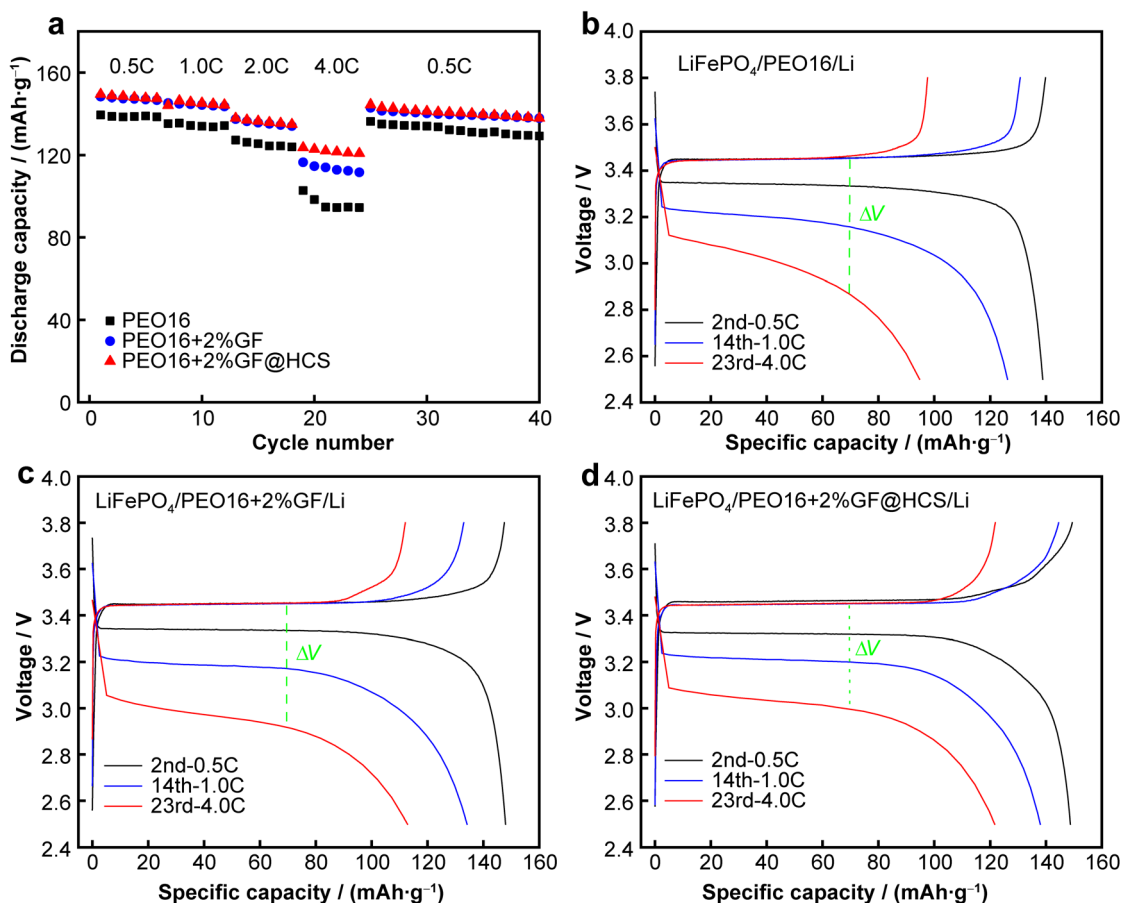 a
0.5C 1.0C 2.0C 4.0C 0.5C
160
120
80
40
0
Discharge capacity / (mAh·g⁻¹)
PEO16
PEO16+2%GF
PEO16+2%GF@HCS
0 10 20 30 40
Cycle number
b
LiFePO₄/PEO16/Li
4.0
3.8
3.6
3.4
3.2
3.0
2.8
2.6
2.4
Voltage / V
ΔV
2nd-0.5C
14th-1.0C
23rd-4.0C
0 20 40 60 80 100 120 140 160
Specific capacity / (mAh·g⁻¹)
c
LiFePO₄/PEO16+2%GF/Li
4.0
3.8
3.6
3.4
3.2
3.0
2.8
2.6
2.4
Voltage / V
ΔV
2nd-0.5C
14th-1.0C
23rd-4.0C
0 20 40 60 80 100 120 140 160
Specific capacity / (mAh·g⁻¹)
d
LiFePO₄/PEO16+2%GF@HCS/Li
4.0
3.8
3.6
3.4
3.2
3.0
2.8
2.6
2.4
Voltage / V
ΔV
2nd-0.5C
14th-1.0C
23rd-4.0C
0 20 40 60 80 100 120 140 160
Specific capacity / (mAh·g⁻¹)